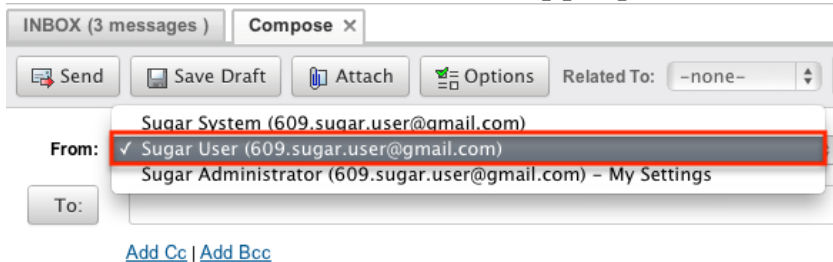 INBOX (3 messages ) Compose ×
Send Save Draft Attach Options Related To: -none-
Sugar System (609.sugar.user@gmail.com)
From: ✓ Sugar User (609.sugar.user@gmail.com)
Sugar Administrator (609.sugar.user@gmail.com) – My Settings
To:
Add Cc | Add Bcc